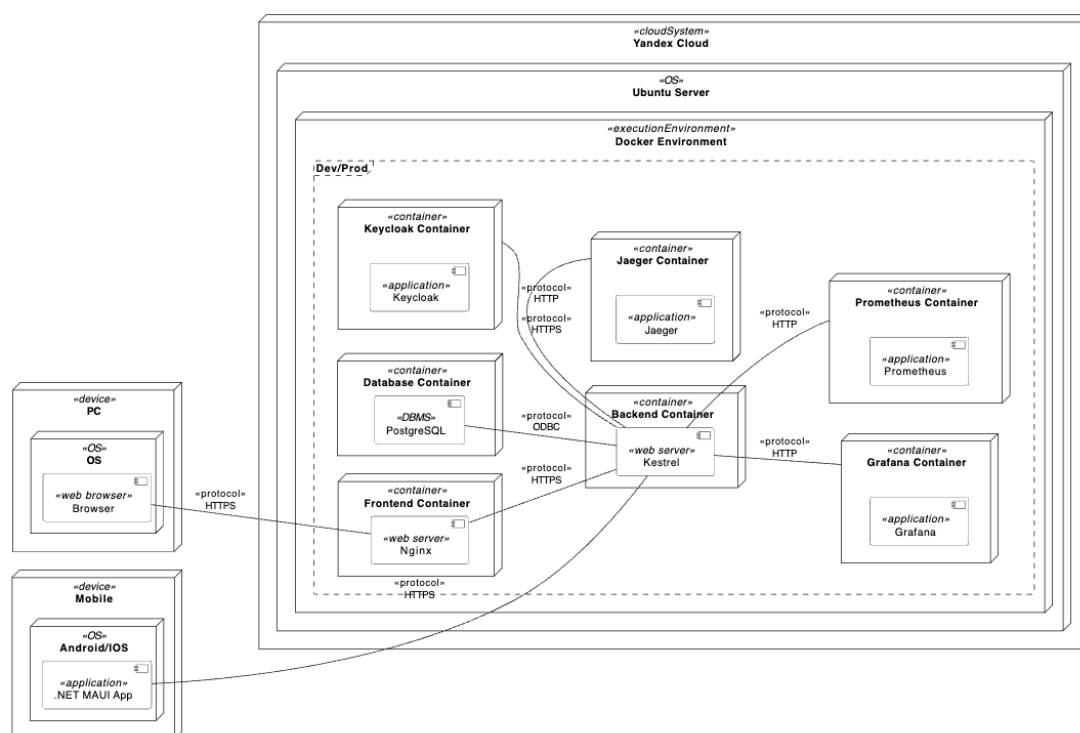 «cloudSystem»
Yandex Cloud
«OS»
Ubuntu Server
«executionEnvironment»
Docker Environment
Dev/Prod
«container»
Keycloak Container
«application»
Keycloak
«container»
Jaeger Container
«application»
Jaeger
«protocol»
HTTP
«protocol»
HTTPS
«container»
Prometheus Container
«application»
Prometheus
«protocol»
HTTP
«container»
Database Container
«DBMS»
PostgreSQL
«protocol»
ODBC
«container»
Backend Container
«web server»
Kestrel
«protocol»
HTTP
«container»
Grafana Container
«application»
Grafana
«device»
PC
«OS»
OS
«web browser»
Browser
«protocol»
HTTPS
«container»
Frontend Container
«web server»
Nginx
«protocol»
HTTPS
«protocol»
HTTPS
«device»
Mobile
«OS»
Android/IOS
«application»
.NET MAUI App